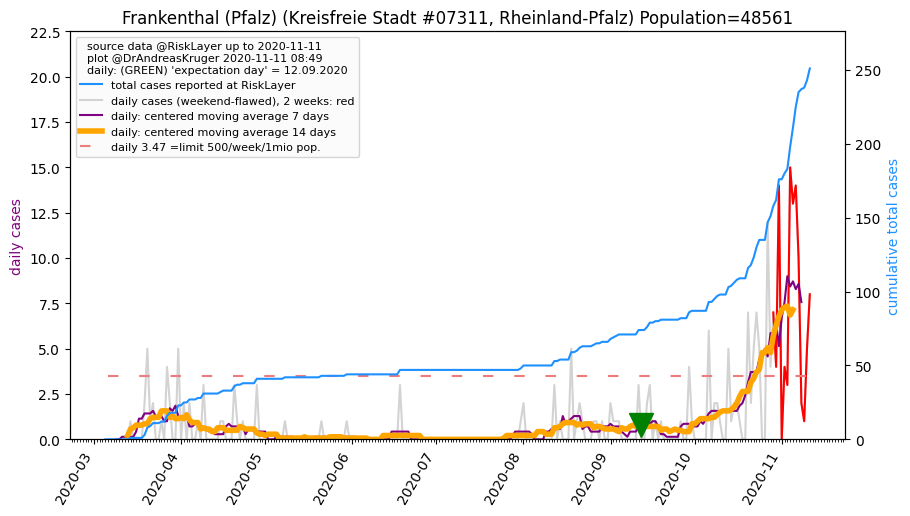 Frankenthal (Pfalz) (Kreisfreie Stadt #07311, Rheinland-Pfalz) Population=48561
source data @RiskLayer up to 2020-11-11
plot @DrAndreasKruger 2020-11-11 08:49
daily: (GREEN) 'expectation day' = 12.09.2020
total cases reported at RiskLayer
daily cases (weekend-flawed), 2 weeks: red
daily: centered moving average 7 days
daily: centered moving average 14 days
daily 3.47 =limit 500/week/1mio pop.
daily cases
22.5
20.0
17.5
15.0
12.5
10.0
7.5
5.0
2.5
0.0
cumulative total cases
250
200
150
100
50
0
2020-03
2020-04
2020-05
2020-06
2020-07
2020-08
2020-09
2020-10
2020-11